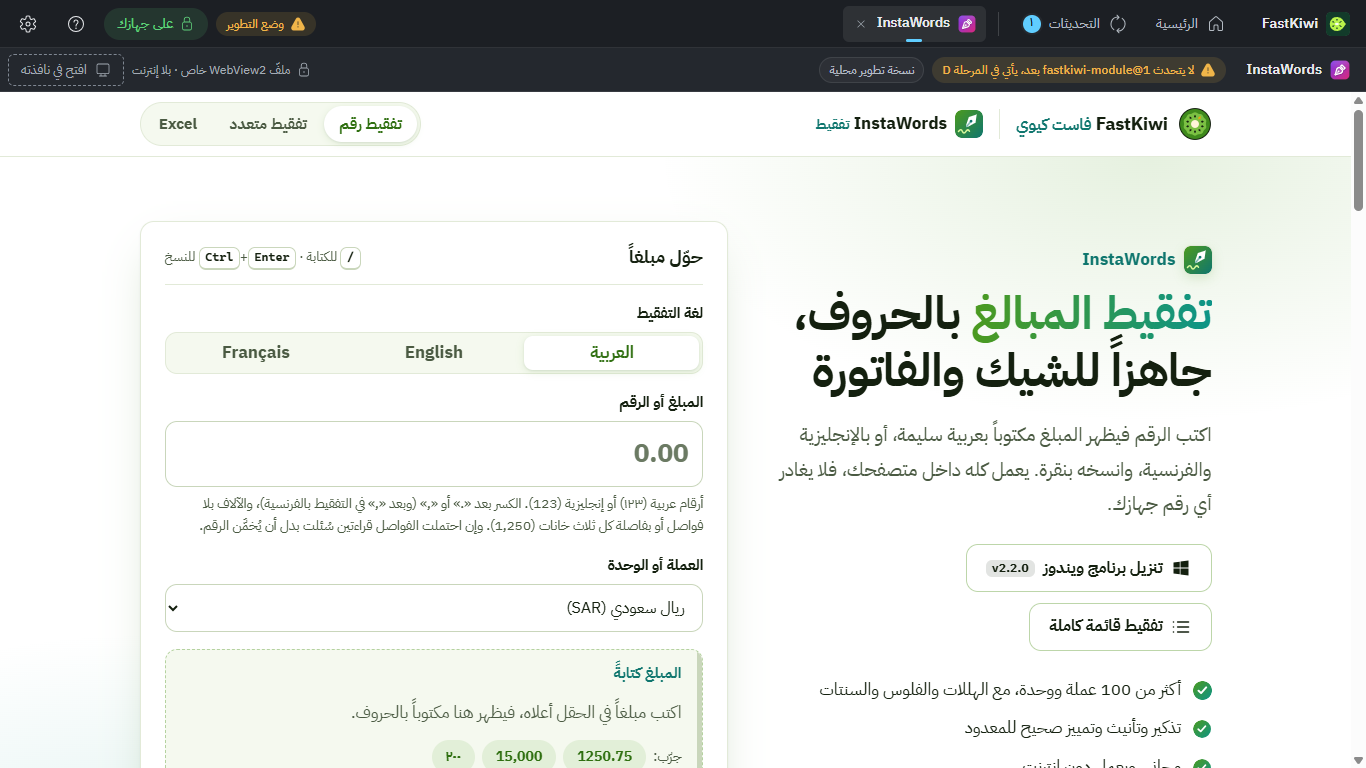 FastKiwi
الرئيسية
التحديثات ١
InstaWords ×
وضع التطوير
على جهازك
InstaWords
لا يتحدث fastkiwi-module@1 بعد، يأتي في المرحلة D
نسخة تطوير محلية
ملفّ WebView2 خاص · بلا إنترنت
افتح في نافذته
FastKiwi فاست كيوي
InstaWords تفقيط
تفقيط رقم
تفقيط متعدد
Excel
InstaWords
تفقيط المبالغ بالحروف،
جاهزاً للشيك والفاتورة
اكتب الرقم فيظهر المبلغ مكتوباً بعربية سليمة، أو بالإنجليزية
والفرنسية، وانسخه بنقرة. يعمل كله داخل متصفحك، فلا يغادر
أي رقم جهازك.
تنزيل برنامج ويندوز v2.2.0
تفقيط قائمة كاملة
أكثر من 100 عملة ووحدة، مع الهللات والفلوس والسنتات
تذكير وتأنيث وتمييز صحيح للمعدود
حوّل مبلغاً
/ للكتابة · Ctrl+Enter للنسخ
لغة التفقيط
العربية
English
Français
المبلغ أو الرقم
0.00
أرقام عربية (١٢٣) أو إنجليزية (123). الكسر بعد «.» أو «,» (وبعد «,» في التفقيط بالفرنسية)، والآلاف بلا
فواصل أو بفاصلة كل ثلاث خانات (1,250). وإن احتملت الفواصل قراءتين سُئلت بدل أن يُخمَّن الرقم.
العملة أو الوحدة
ريال سعودي (SAR)
المبلغ كتابةً
اكتب مبلغاً في الحقل أعلاه، فيظهر هنا مكتوباً بالحروف.
جرّب: 1250.75 15,000 ٢٠٠